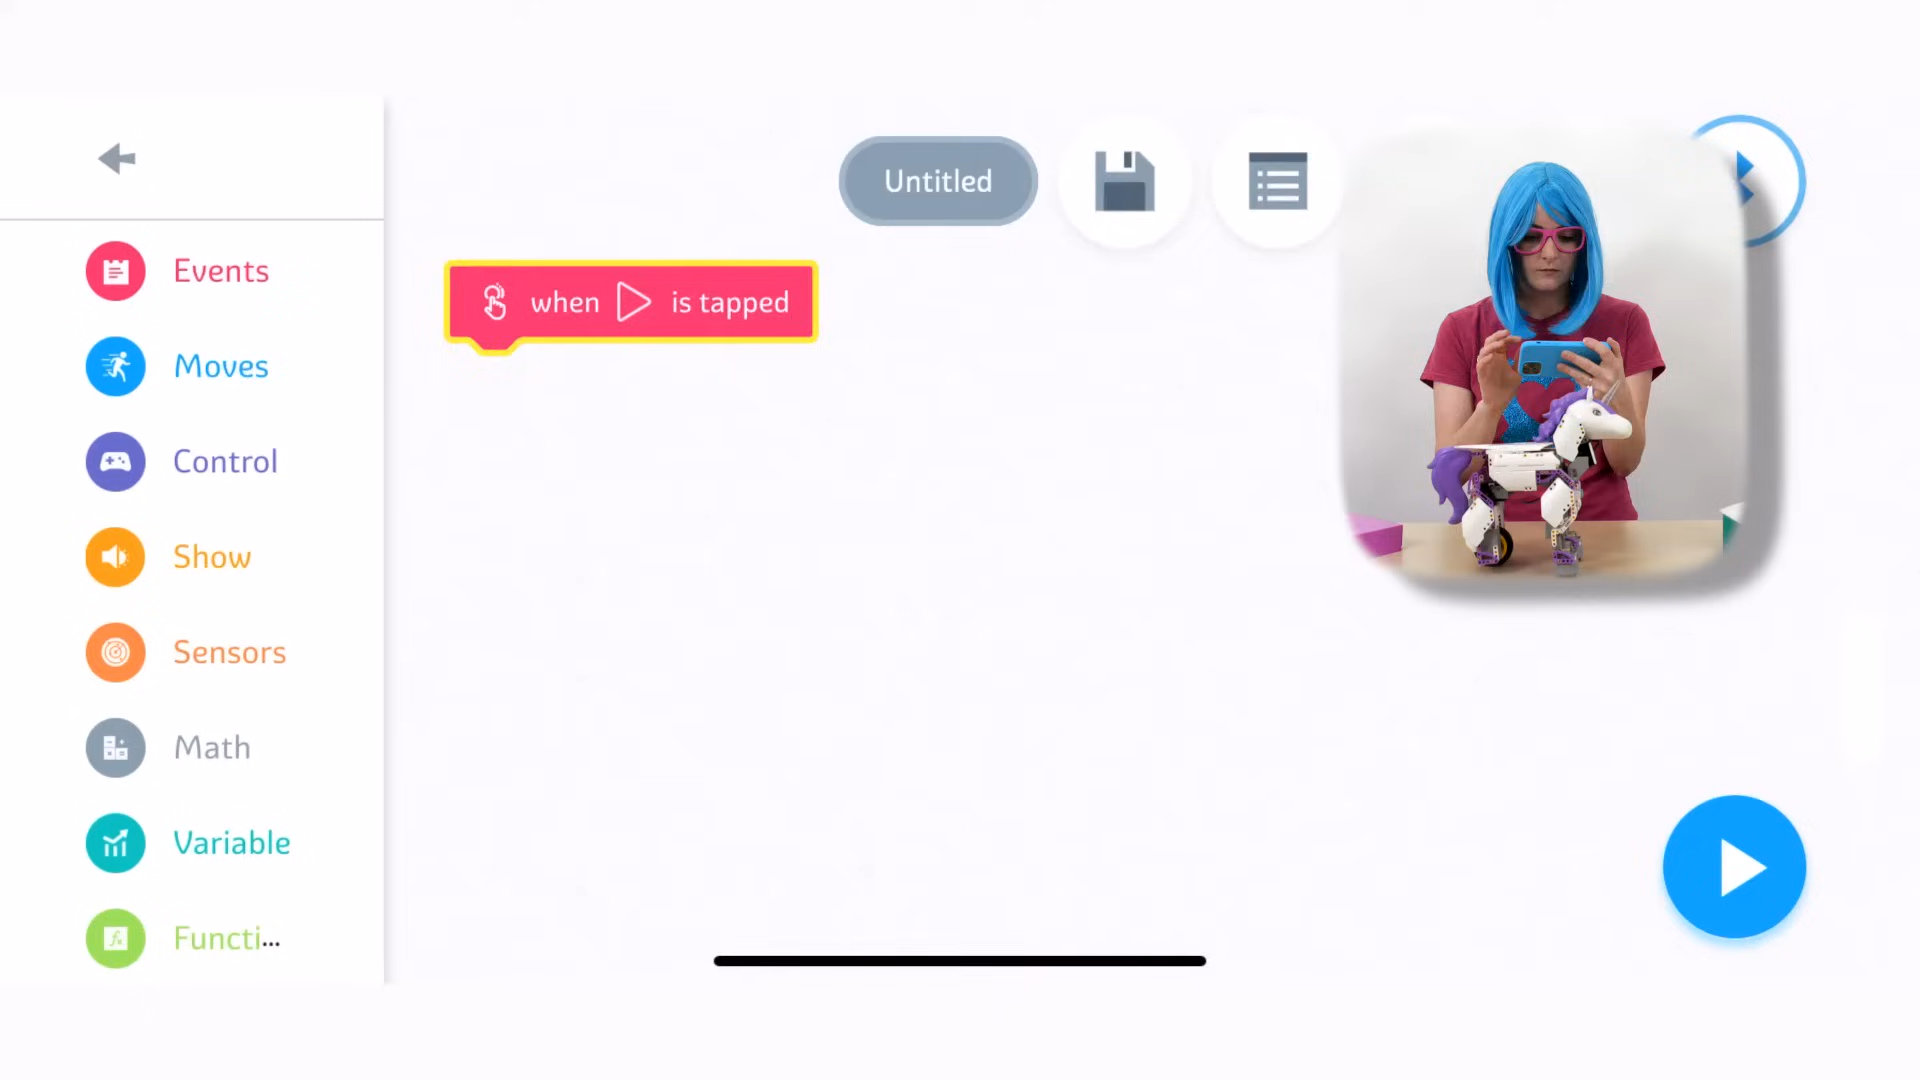 Untitled
Events
when is tapped
Moves
Control
Show
Sensors
Math
Variable
Functi...